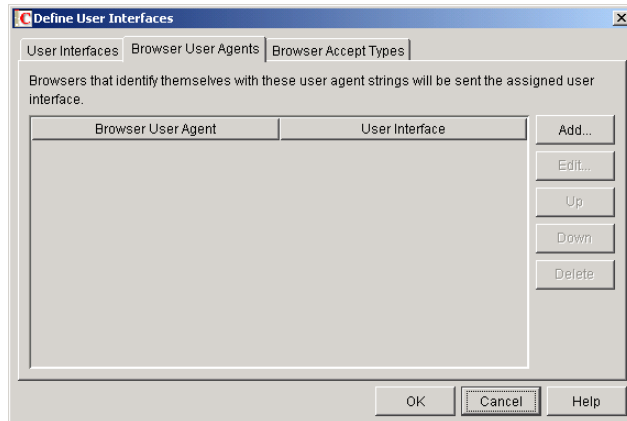 C Define User Interfaces
User Interfaces Browser User Agents Browser Accept Types
Browsers that identify themselves with these user agent strings will be sent the assigned user
interface.
Browser User Agent User Interface Add...
Edit...
Up
Down
Delete
OK Cancel Help